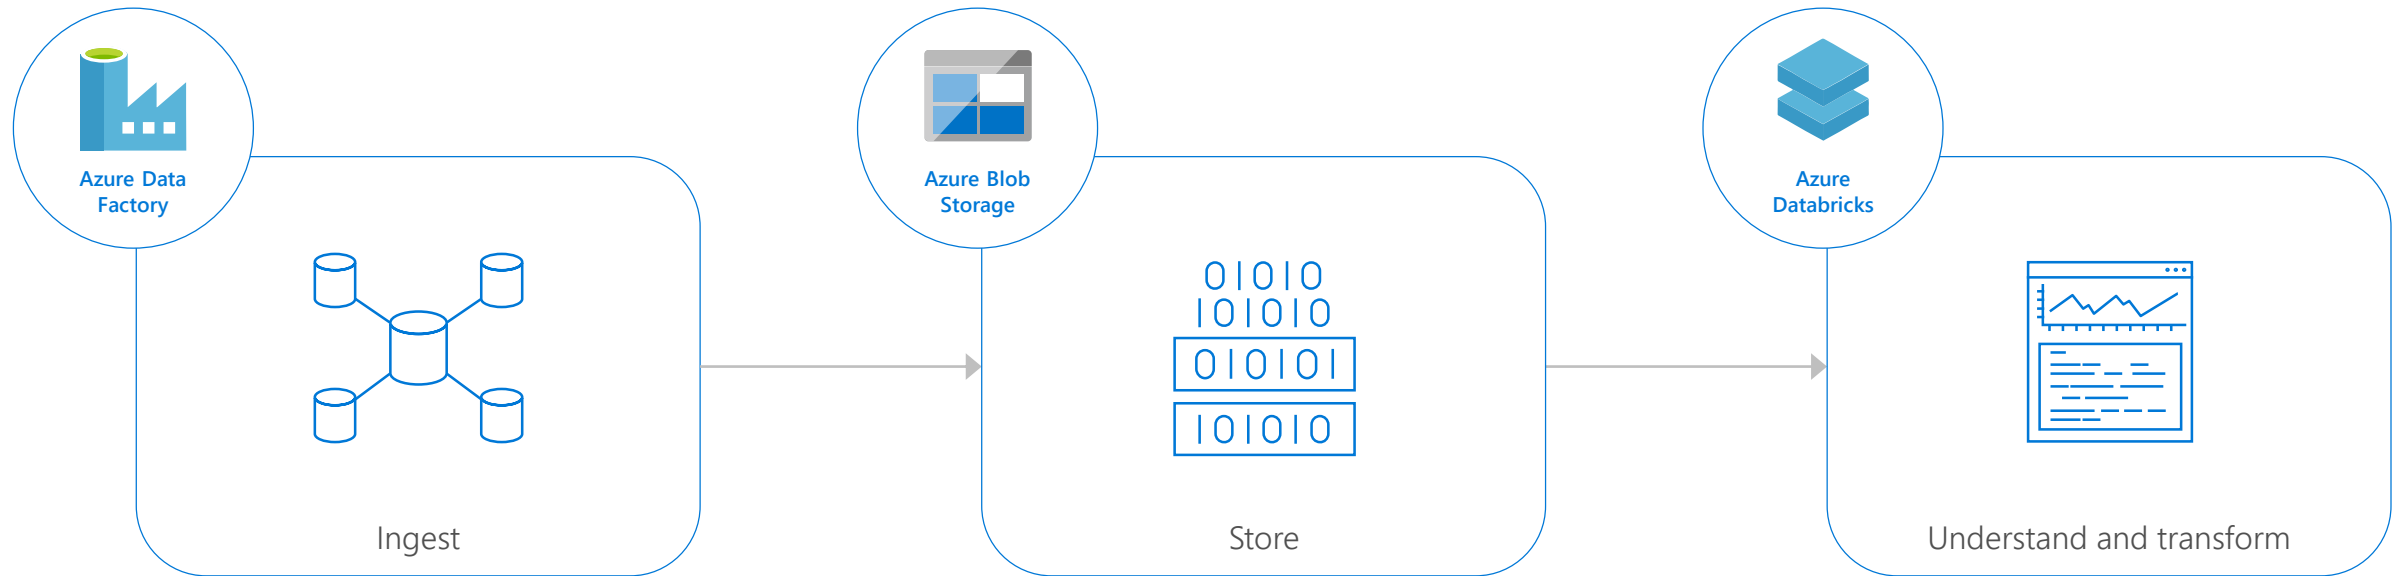 Azure Data
Factory
Azure Blob
Storage
Azure
Databricks
01010
101010
010101
101010
Ingest
Store
Understand and transform